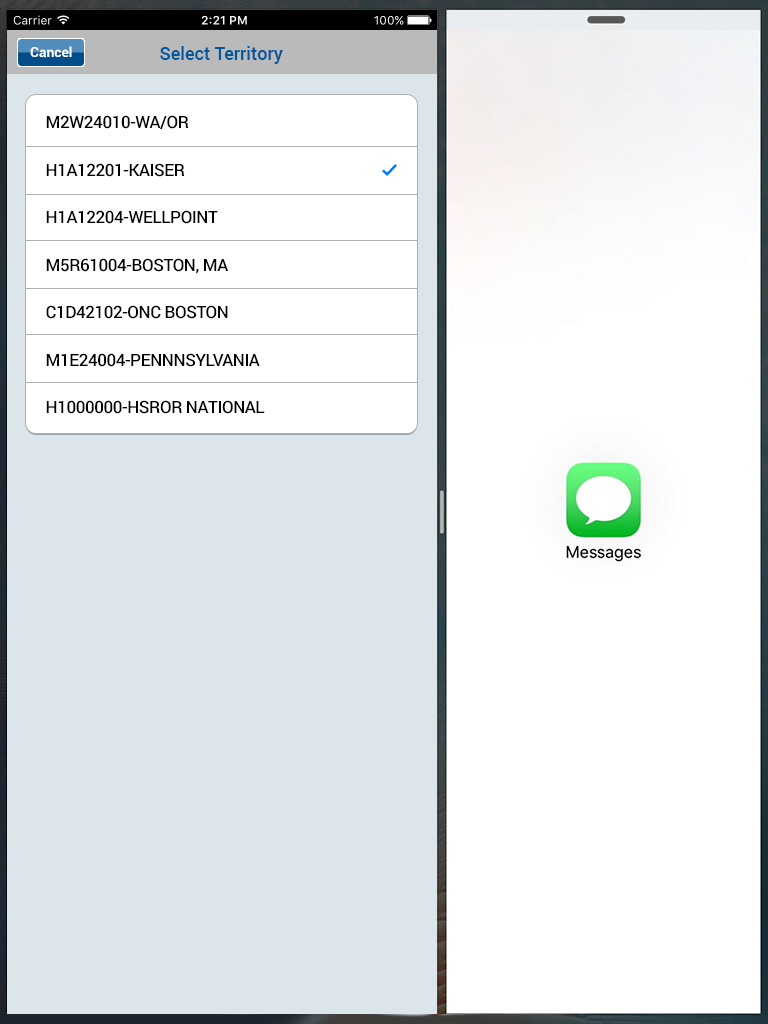 Carrier 2:21 PM 100%
Cancel Select Territory
M2W24010-WA/OR
H1A12201-KAISER
H1A12204-WELLPOINT
M5R61004-BOSTON, MA
C1D42102-ONC BOSTON
M1E24004-PENNNSYLVANIA
H1000000-HSROR NATIONAL
Messages